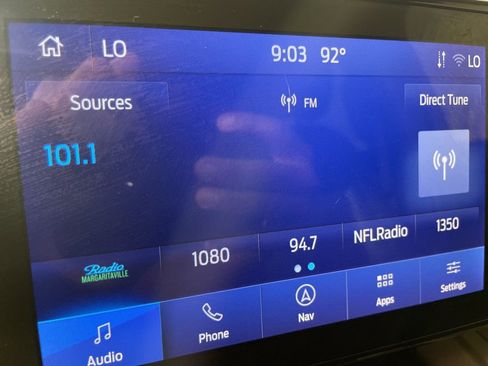 LO 9:03 92° LO
Sources FM Direct Tune
101.1
Radio MARGARITAVILLE 1080 94.7 NFLRadio 1350
Audio Phone Nav Apps Settings